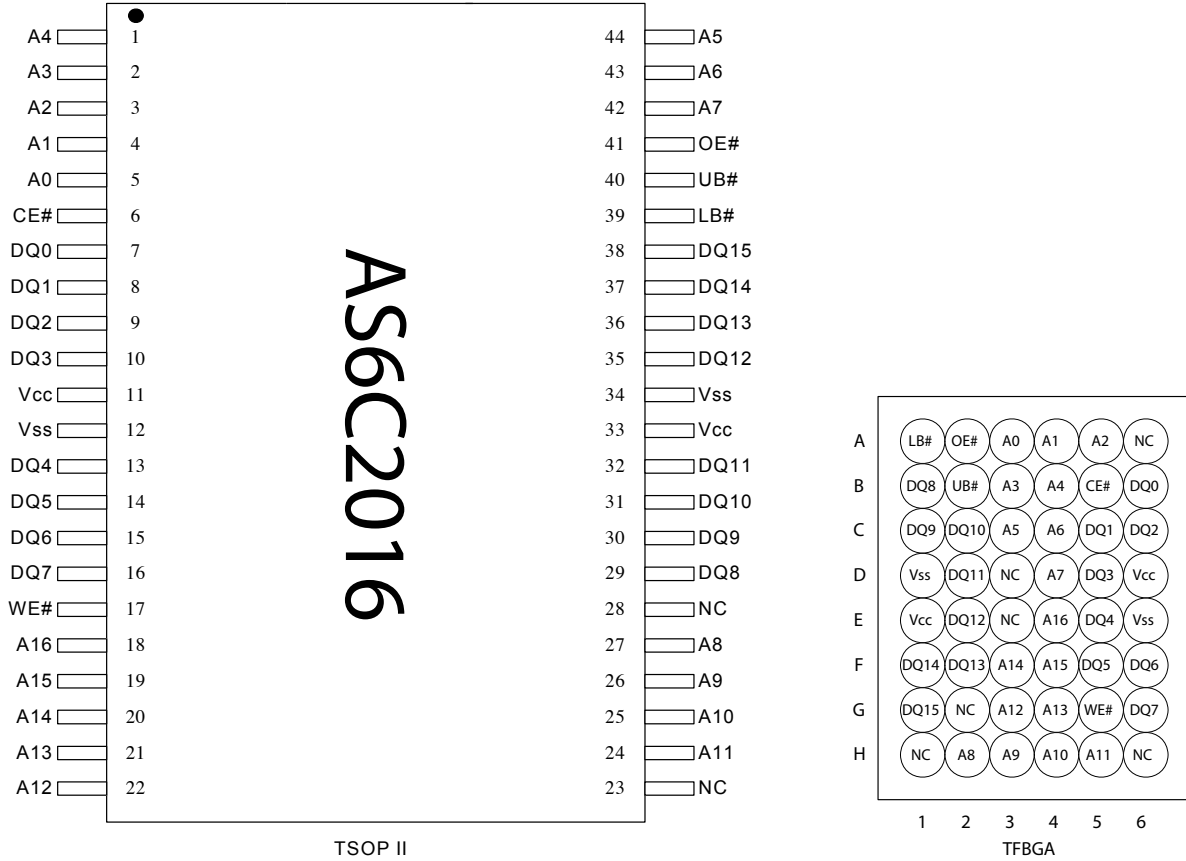 A4 1 44 A5
A3 2 43 A6
A2 3 42 A7
A1 4 41 OE#
A0 5 40 UB#
CE# 6 39 LB#
DQ0 7 38 DQ15
DQ1 8 37 DQ14
DQ2 9 36 DQ13
DQ3 10 35 DQ12
Vcc 11 34 Vss
Vss 12 33 Vcc
DQ4 13 32 DQ11
DQ5 14 31 DQ10
DQ6 15 30 DQ9
DQ7 16 29 DQ8
WE# 17 28 NC
A16 18 27 A8
A15 19 26 A9
A14 20 25 A10
A13 21 24 A11
A12 22 23 NC
AS6C2016
TSOP II
A LB# OE# A0 A1 A2 NC
B DQ8 UB# A3 A4 CE# DQ0
C DQ9 DQ10 A5 A6 DQ1 DQ2
D Vss DQ11 NC A7 DQ3 Vcc
E Vcc DQ12 NC A16 DQ4 Vss
F DQ14 DQ13 A14 A15 DQ5 DQ6
G DQ15 NC A12 A13 WE# DQ7
H NC A8 A9 A10 A11 NC
1 2 3 4 5 6
TFBGA